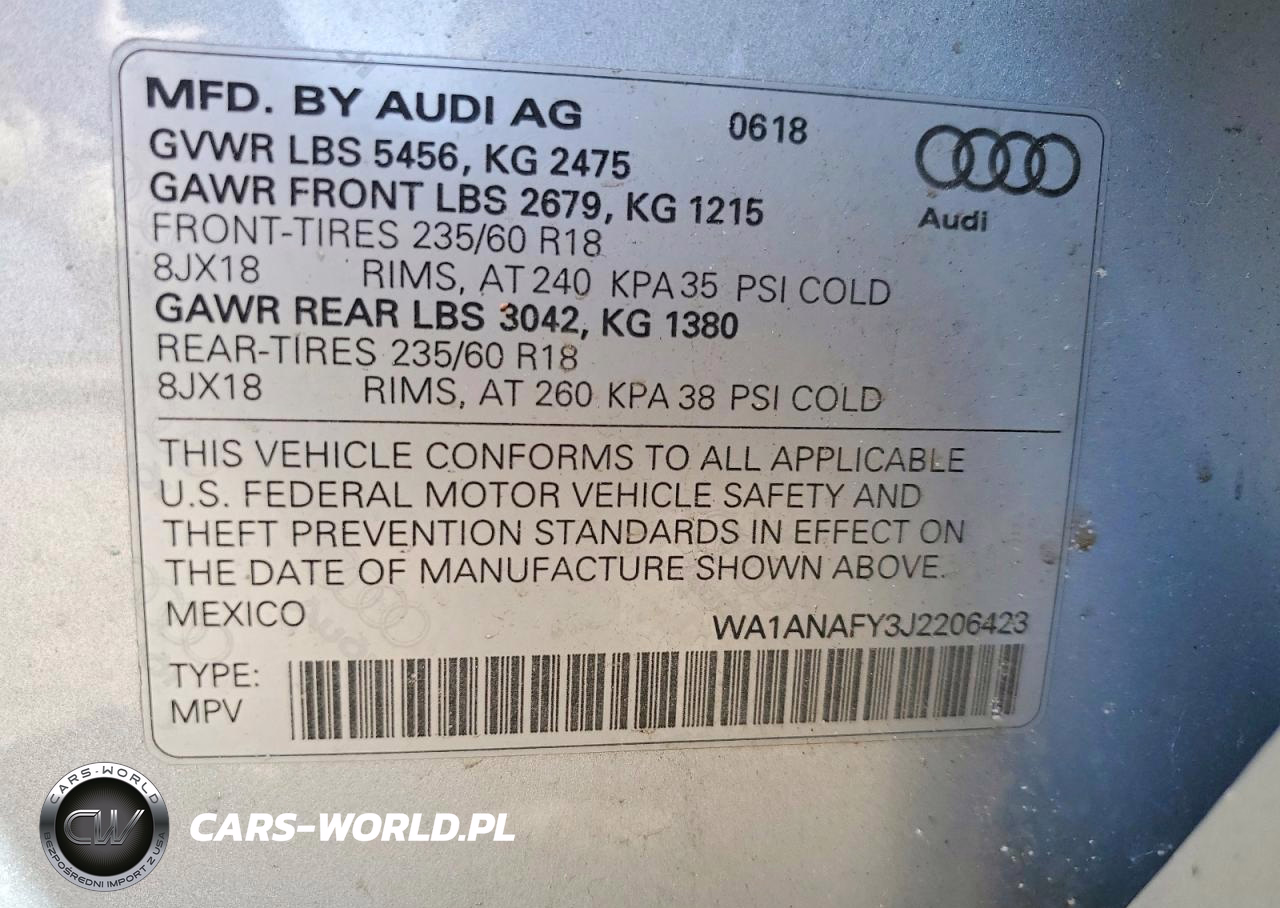 MFD. BY AUDI AG 0618
GVWR LBS 5456, KG 2475
GAWR FRONT LBS 2679, KG 1215
Audi
FRONT-TIRES 235/60 R18
8JX18 RIMS, AT 240 KPA 35 PSI COLD
GAWR REAR LBS 3042, KG 1380
REAR-TIRES 235/60 R18
8JX18 RIMS, AT 260 KPA 38 PSI COLD
THIS VEHICLE CONFORMS TO ALL APPLICABLE
U.S. FEDERAL MOTOR VEHICLE SAFETY AND
THEFT PREVENTION STANDARDS IN EFFECT ON
THE DATE OF MANUFACTURE SHOWN ABOVE.
MEXICO WA1ANAFY3J2206423
TYPE:
MPV
CARS-WORLD
CW
BEZPOŚREDNI IMPORT Z USA
CARS-WORLD.PL